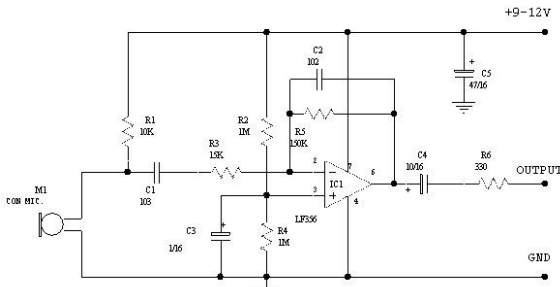 +9-12V
C2
102
+
C5
47/16
R1
10K
R2
1M
R5
150K
R3
15K
C4
10/16
R6
330
OUTPUT
2
7
6
3
4
IC1
+
M1
CON MIC.
C1
103
LF356
C3
+
1/16
R4
1M
GND